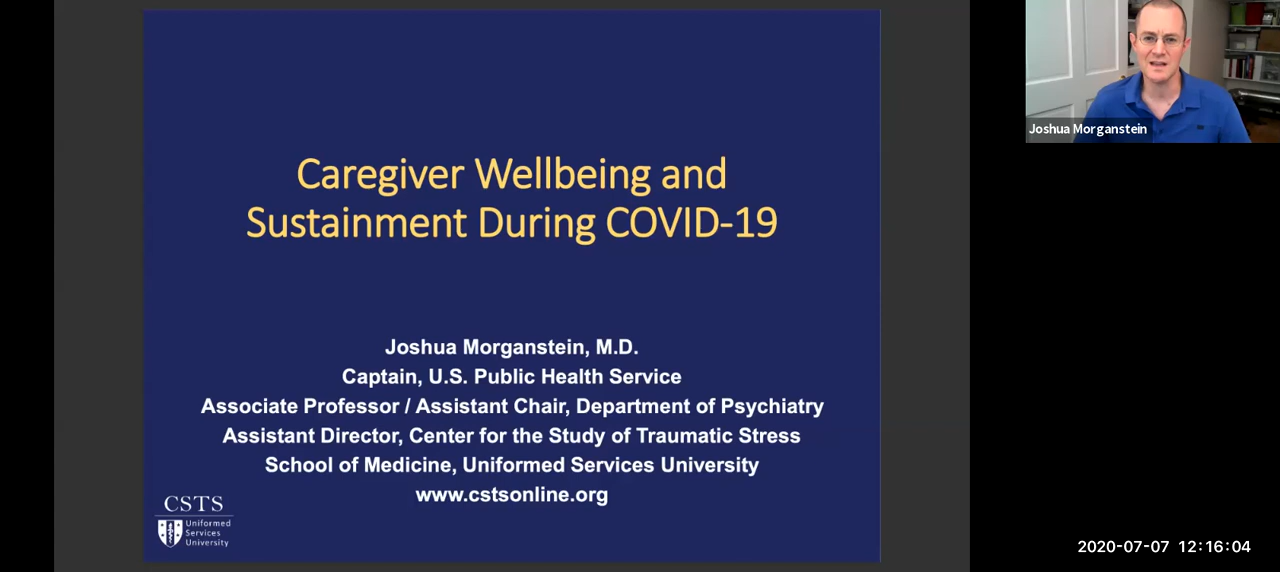 Caregiver Wellbeing and
Sustainment During COVID-19
Joshua Morganstein, M.D.
Captain, U.S. Public Health Service
Associate Professor / Assistant Chair, Department of Psychiatry
Assistant Director, Center for the Study of Traumatic Stress
School of Medicine, Uniformed Services University
www.cstsonline.org
CSTS
Uniformed
Services
University
Joshua Morganstein
2020-07-07 12:16:04